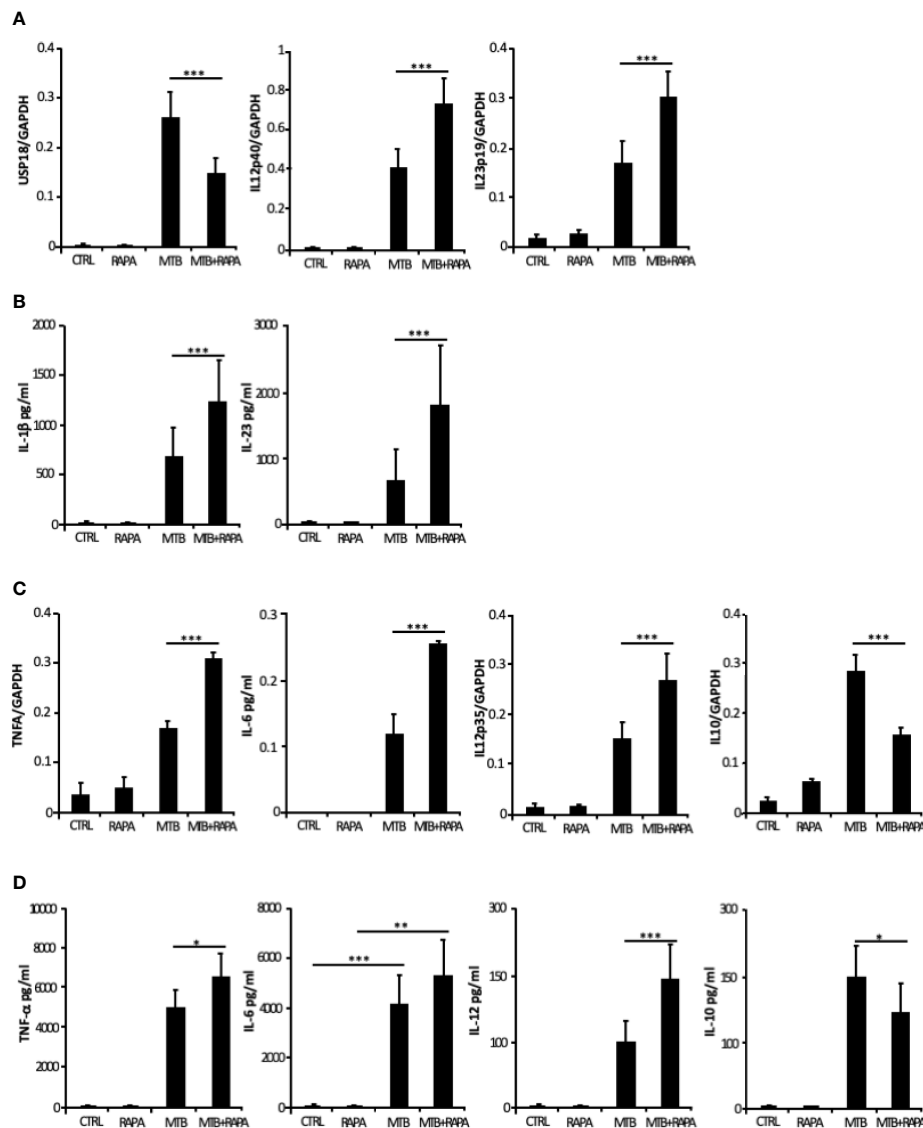 A
USP18/GAPDH
0.4
0.3
0.2
0.1
0
***
CTRL RAPA MTB MTB+RAPA
IL12p40/GAPDH
1
0.8
0.6
0.4
0.2
0
***
CTRL RAPA MTB MTB+RAPA
IL23p19/GAPDH
0.4
0.3
0.2
0.1
0
***
CTRL RAPA MTB MTB+RAPA
B
IL-1β pg/ml
2000
1500
1000
500
0
***
CTRL RAPA MTB MTB+RAPA
IL-23 pg/ml
3000
2000
1000
0
***
CTRL RAPA MTB MTB+RAPA
C
TNFA/GAPDH
0.4
0.3
0.2
0.1
0
***
CTRL RAPA MTB MTB+RAPA
IL-6 pg/ml
0.3
0.2
0.1
0
***
CTRL RAPA MTB MTB+RAPA
IL12p35/GAPDH
0.4
0.3
0.2
0.1
0
***
CTRL RAPA MTB MTB+RAPA
IL10/GAPDH
0.4
0.3
0.2
0.1
0
***
CTRL RAPA MTB MTB+RAPA
D
TNF-α pg/ml
10000
8000
6000
4000
2000
0
*
CTRL RAPA MTB MTB+RAPA
IL-6 pg/ml
8000
6000
4000
2000
0
**
***
CTRL RAPA MTB MTB+RAPA
IL-12 pg/ml
300
150
100
0
***
CTRL RAPA MTB MTB+RAPA
IL-10 pg/ml
300
150
100
0
*
CTRL RAPA MTB MTB+RAPA